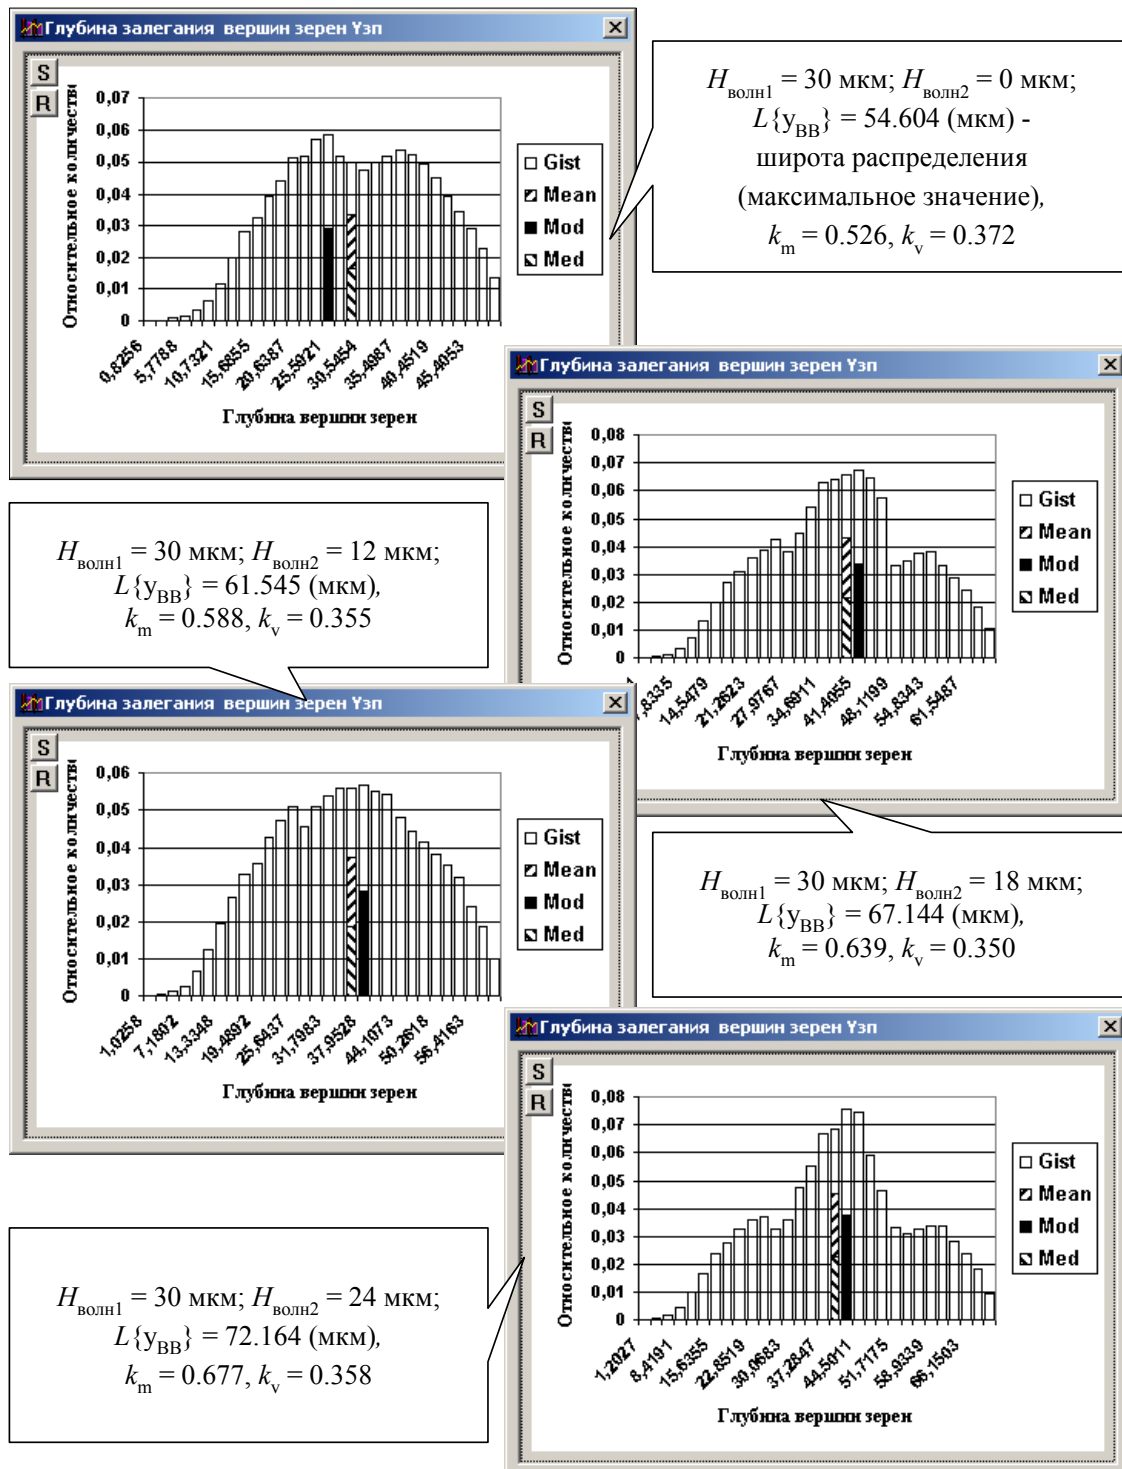 Глубина залегания вершин зерен Yзп
S
R
Относительное количество
0,07
0,06
0,05
0,04
0,03
0,02
0,01
0
0,8256
5,7788
10,7321
15,6855
20,6387
25,5921
30,5454
35,4987
40,4519
45,4053
Глубина вершин зерен
Gist
Mean
Mod
Med
Hволн1 = 30 мкм; Hволн2 = 0 мкм;
L{yВВ} = 54.604 (мкм) -
широта распределения
(максимальное значение),
km = 0.526, kv = 0.372
Глубина залегания вершин зерен Yзп
S
R
Относительное количеств
0,08
0,07
0,06
0,05
0,04
0,03
0,02
0,01
0
,8335
14,5479
21,2623
27,9767
34,6911
41,4055
48,1199
54,8343
61,5487
Глубина вершин зерен
Gist
Mean
Mod
Med
Hволн1 = 30 мкм; Hволн2 = 12 мкм;
L{yВВ} = 61.545 (мкм),
km = 0.588, kv = 0.355
Глубина залегания вершин зерен Yзп
S
R
Относительное количеств
0,06
0,05
0,04
0,03
0,02
0,01
0
1,0258
7,1802
13,3348
19,4892
25,6437
31,7983
37,9528
44,1073
50,2618
56,4163
Глубина вершин зерен
Gist
Mean
Mod
Med
Hволн1 = 30 мкм; Hволн2 = 18 мкм;
L{yВВ} = 67.144 (мкм),
km = 0.639, kv = 0.350
Глубина залегания вершин зерен Yзп
S
R
Относительное количеств
0,08
0,07
0,06
0,05
0,04
0,03
0,02
0,01
0
1,2027
8,4191
15,6355
22,8519
30,0683
37,2847
44,5011
51,7175
58,9339
66,1503
Глубина вершин зерен
Gist
Mean
Mod
Med
Hволн1 = 30 мкм; Hволн2 = 24 мкм;
L{yВВ} = 72.164 (мкм),
km = 0.677, kv = 0.358